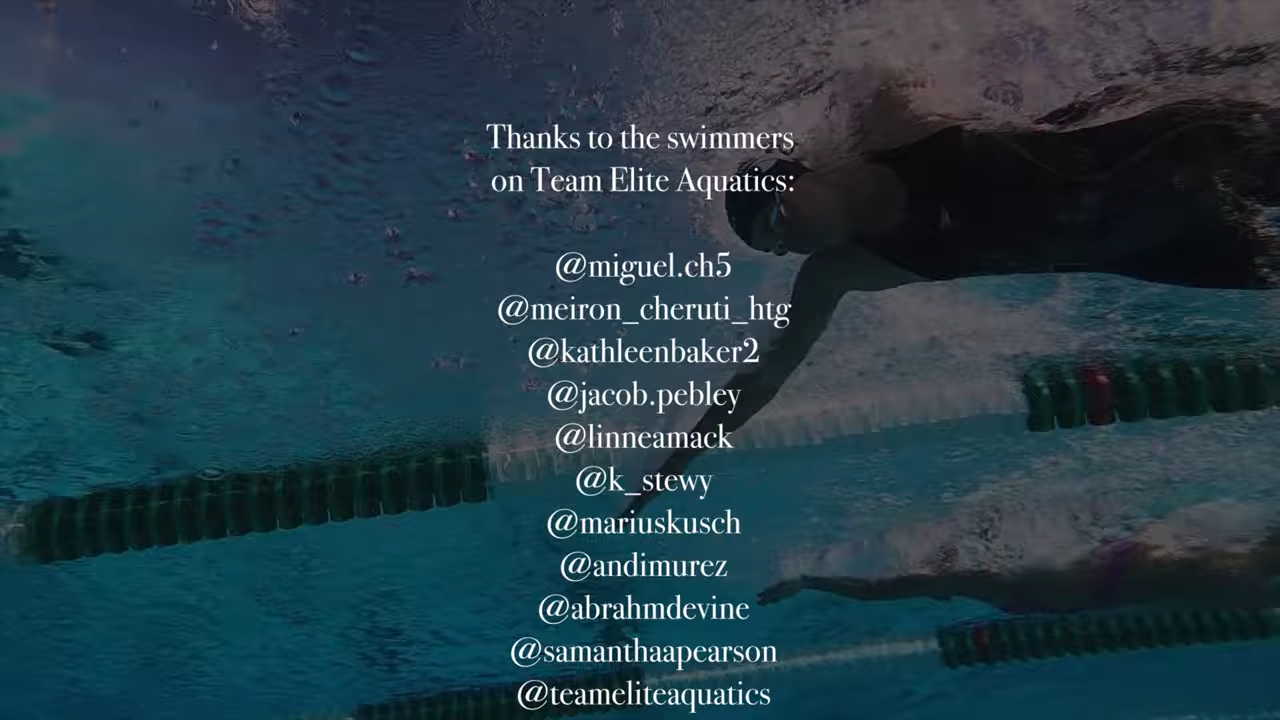 Thanks to the swimmers
on Team Elite Aquatics:
@miguel.ch5
@meiron_cheruti_htg
@kathleenbaker2
@jacob.pebley
@linneamack
@k_stewy
@mariuskusch
@andimurez
@abrahmdevine
@samanthaapearson
@teameliteaquatics